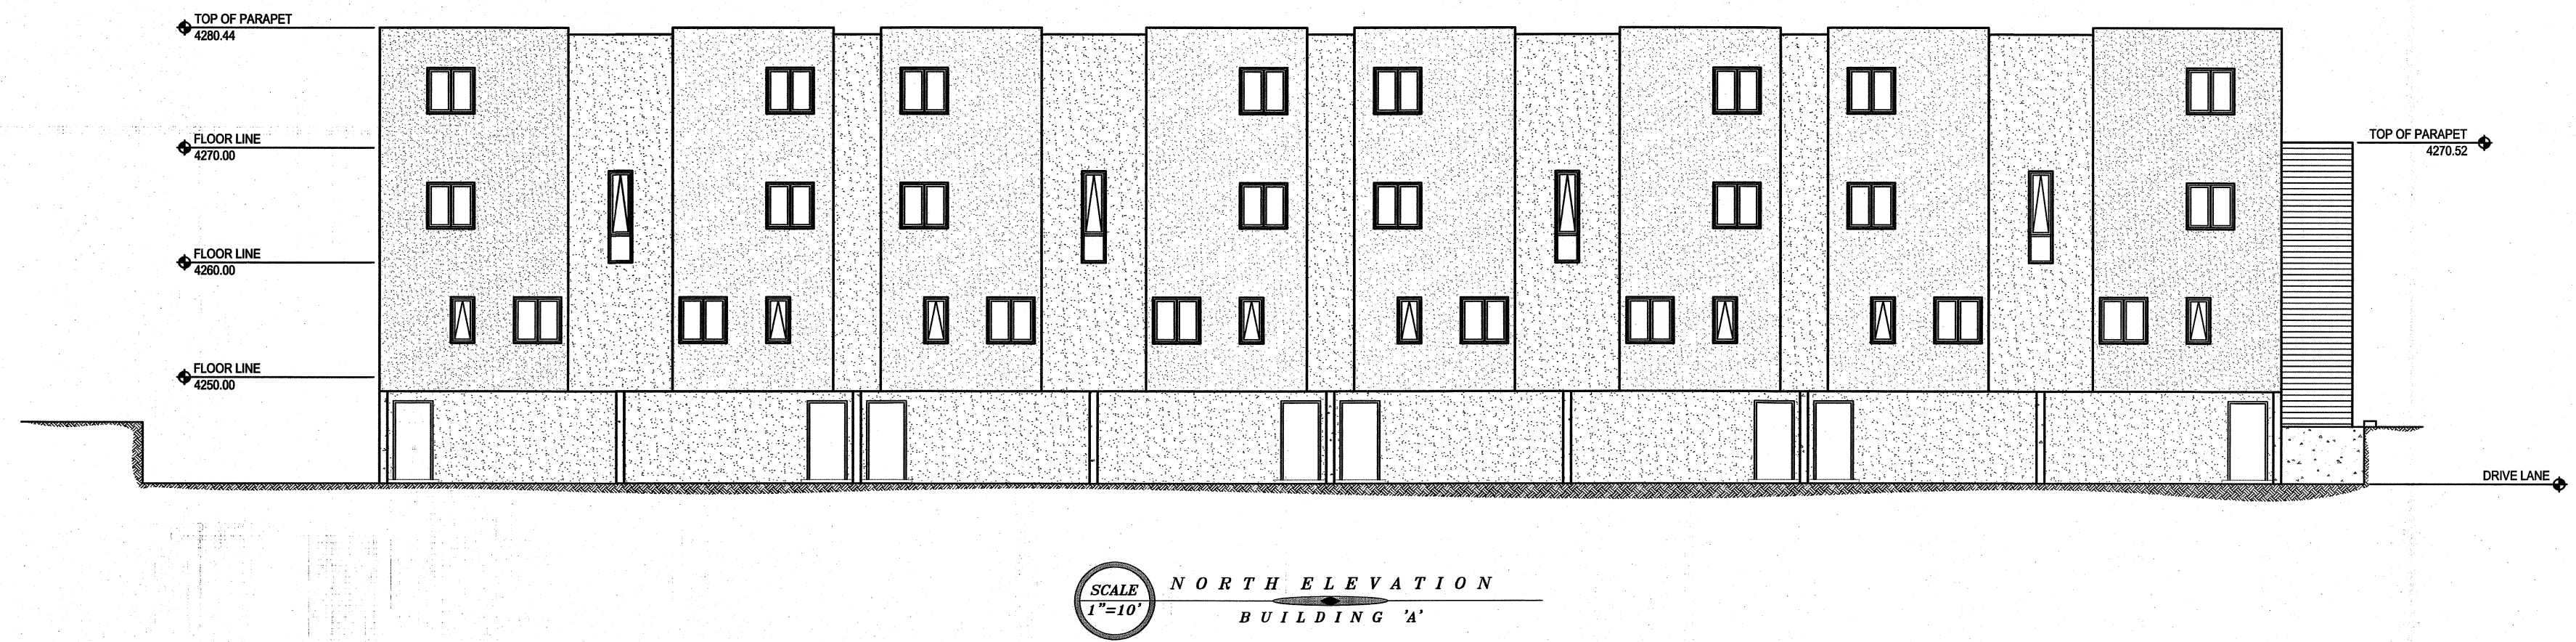 TOP OF PARAPET
4280.44
FLOOR LINE
4270.00
TOP OF PARAPET
4270.52
FLOOR LINE
4260.00
FLOOR LINE
4250.00
DRIVE LANE
SCALE
1"=10'
NORTH ELEVATION
BUILDING 'A'